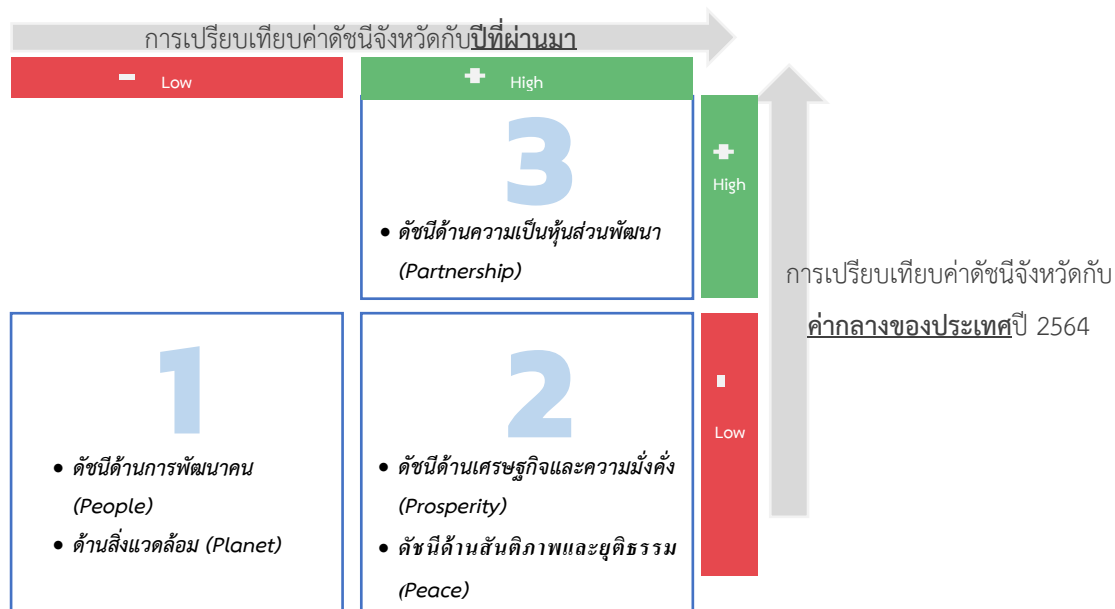 การเปรียบเทียบค่าดัชนีจังหวัดกับปีที่ผ่านมา
- Low
+ High
3
• ดัชนีด้านความเป็นหุ้นส่วนพัฒนา
(Partnership)
+
High
การเปรียบเทียบค่าดัชนีจังหวัดกับ
ค่ากลางของประเทศปี 2564
1
• ดัชนีด้านการพัฒนาคน
(People)
• ด้านสิ่งแวดล้อม (Planet)
2
• ดัชนีด้านเศรษฐกิจและความมั่งคั่ง
(Prosperity)
• ดัชนีด้านสันติภาพและยุติธรรม
(Peace)
-
Low